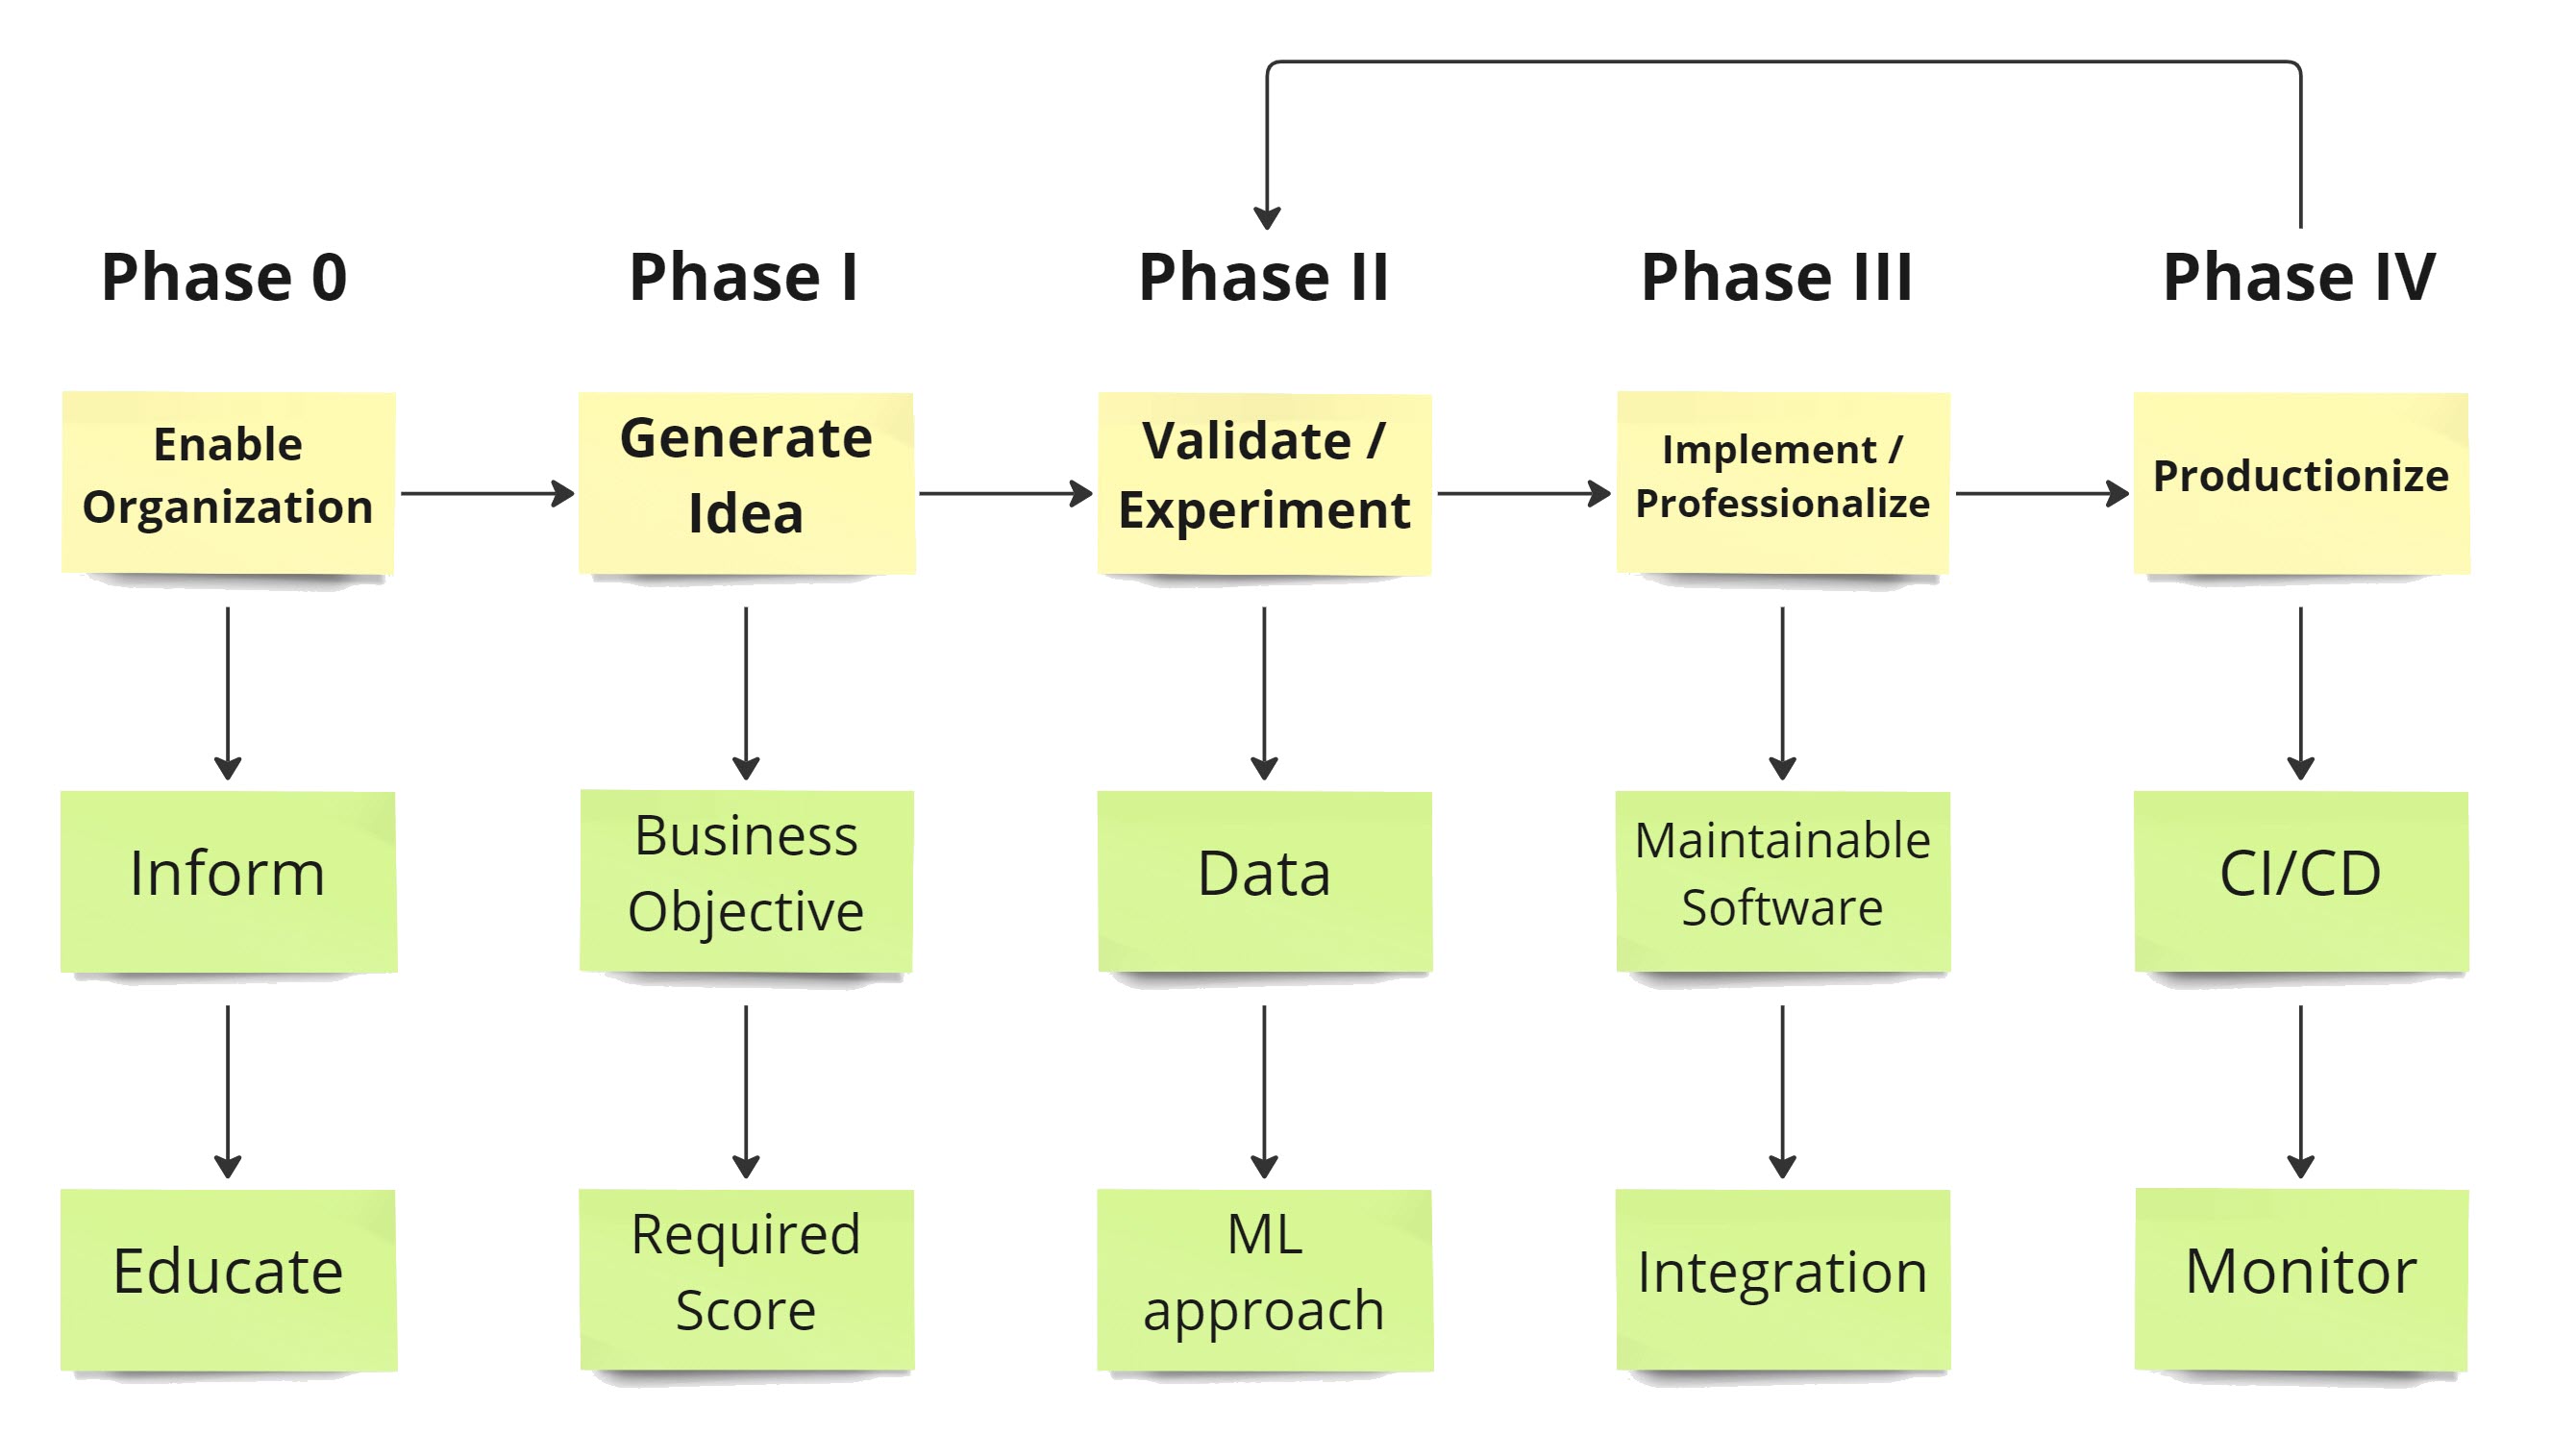 Phase 0
Phase I
Phase II
Phase III
Phase IV
Enable
Organization
Generate
Idea
Validate /
Experiment
Implement /
Professionalize
Productionize
Inform
Business
Objective
Data
Maintainable
Software
CI/CD
Educate
Required
Score
ML
approach
Integration
Monitor